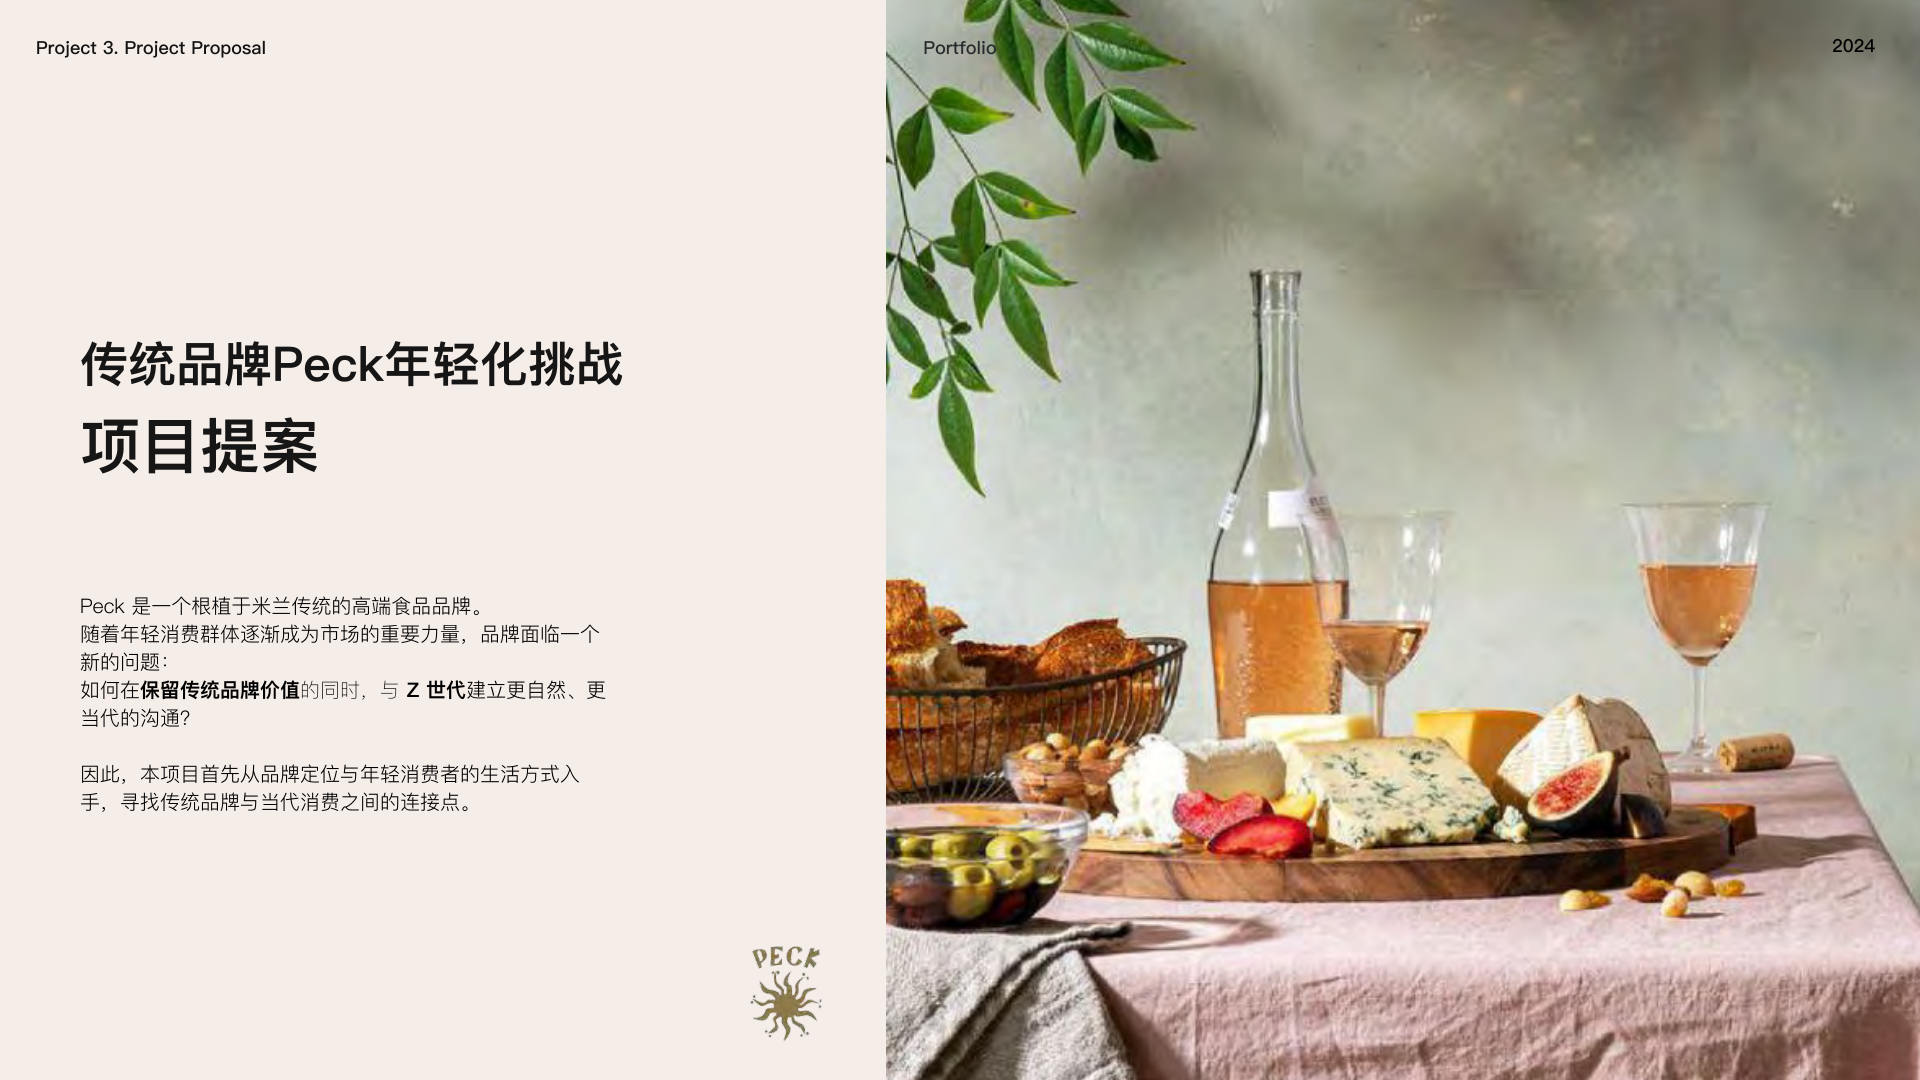 Project 3. Project Proposal
Portfolio
2024
传统品牌Peck年轻化挑战
项目提案
Peck 是一个根植于米兰传统的高端食品品牌。
随着年轻消费群体逐渐成为市场的重要力量，品牌面临一个
新的问题：
如何在保留传统品牌价值的同时，与 Z 世代建立更自然、更
当代的沟通？
因此，本项目首先从品牌定位与年轻消费者的生活方式入
手，寻找传统品牌与当代消费之间的连接点。
PECK